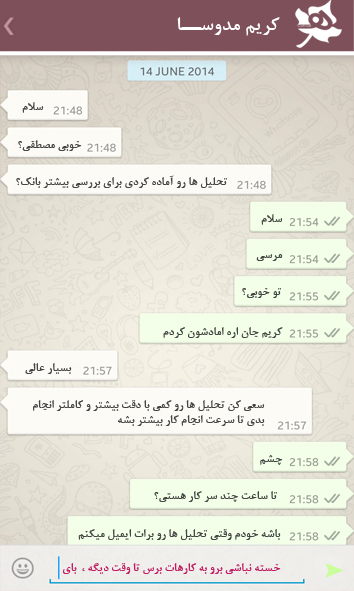 کریم مدوســـا
14 JUNE 2014
سلام
21:48
خوبی مصطقی؟
21:48
تحلیل ها رو آماده کردی برای بررسی بیشتر بانک؟
21:48
سلام
21:54
مرسی
21:54
تو خوبی؟
21:55
کریم جان اره امادشون کردم
21:55
بسیار عالی
21:57
سعی کن تحلیل ها رو کمی با دقت بیشتر و کاملتر انجام
بدی تا سرعت انجام کار بیشتر بشه
21:57
چشم
21:58
تا ساعت چند سر کار هستی؟
21:58
باشه خودم وقتی تحلیل ها رو برات ایمیل میکنم
21:58
خسته نباشی برو به کارهات برس تا وقت دیگه ، بای